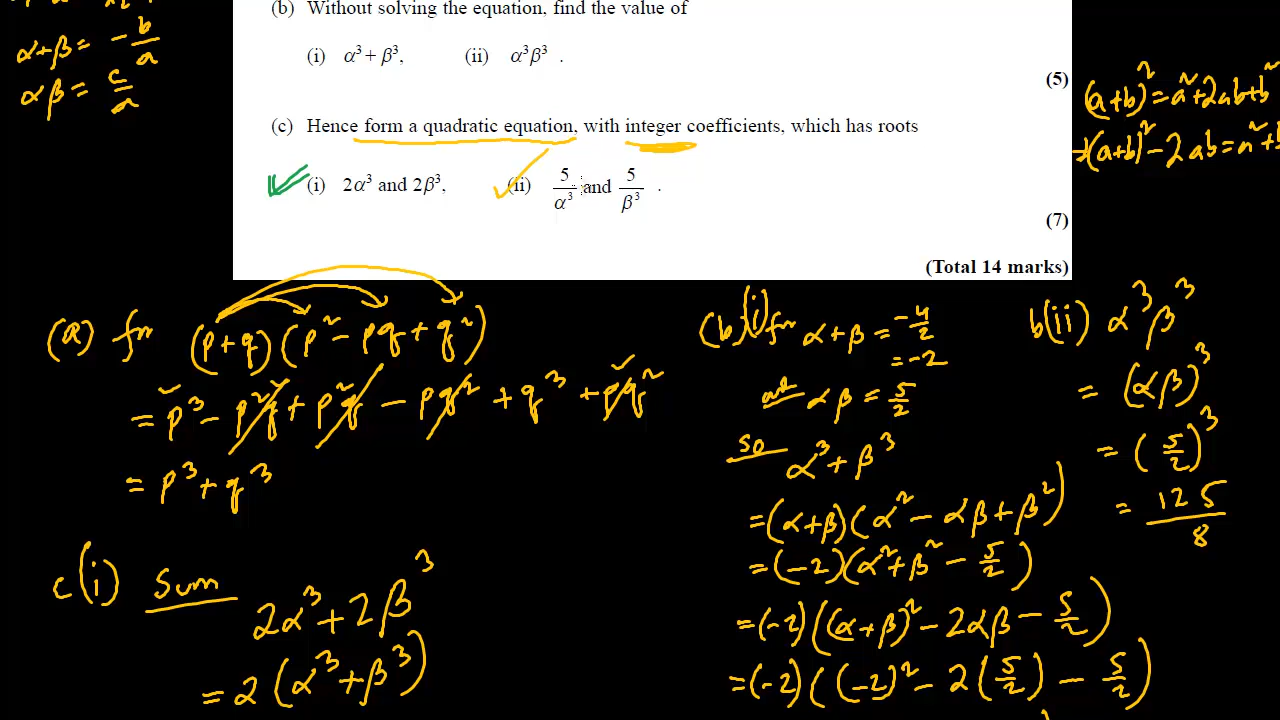 α+β = -b/a
αβ = c/a
(b) Without solving the equation, find the value of
(i) α³ + β³, (ii) α³β³ .
(5)
(c) Hence form a quadratic equation, with integer coefficients, which has roots
(i) 2α³ and 2β³, (ii) 5/α³ and 5/β³ .
(7)
(Total 14 marks)
(a+b)² = a²+2ab+b²
(a+b)² - 2ab = a²+b
(a) for (p+q)(p² - pq + q²)
= p³ - p²q + p²q - pq² + q³ + pq²
= p³ + q³
c(i) Sum
2α³ + 2β³
= 2(α³ + β³)
(b)(i) for α + β = -4/2
= -2
and αβ = 5/2
so α³ + β³
= (α+β)(α² - αβ + β²)
= (-2)(α² + β² - 5/2)
= (-2)((α+β)² - 2αβ - 5/2)
= (-2)((-2)² - 2(5/2) - 5/2)
b(ii) α³β³
= (αβ)³
= (5/2)³
= 125/8